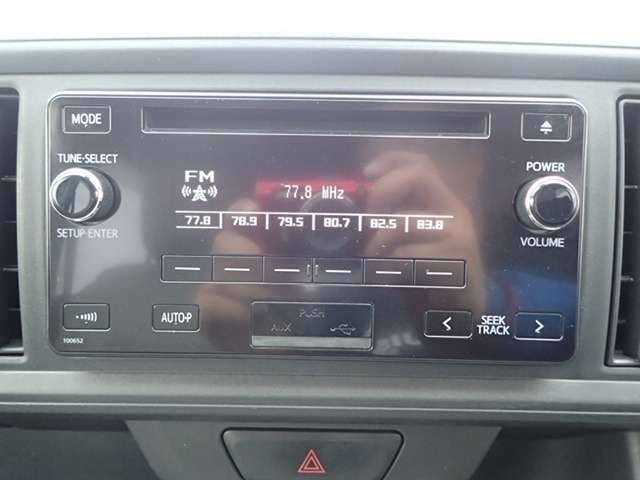 MODE
TUNE·SELECT
POWER
FM
77.8 MHz
77.8 78.9 79.5 80.7 82.5 83.8
SETUP·ENTER
VOLUME
AUTO·P
PUSH
AUX
SEEK
TRACK
100652